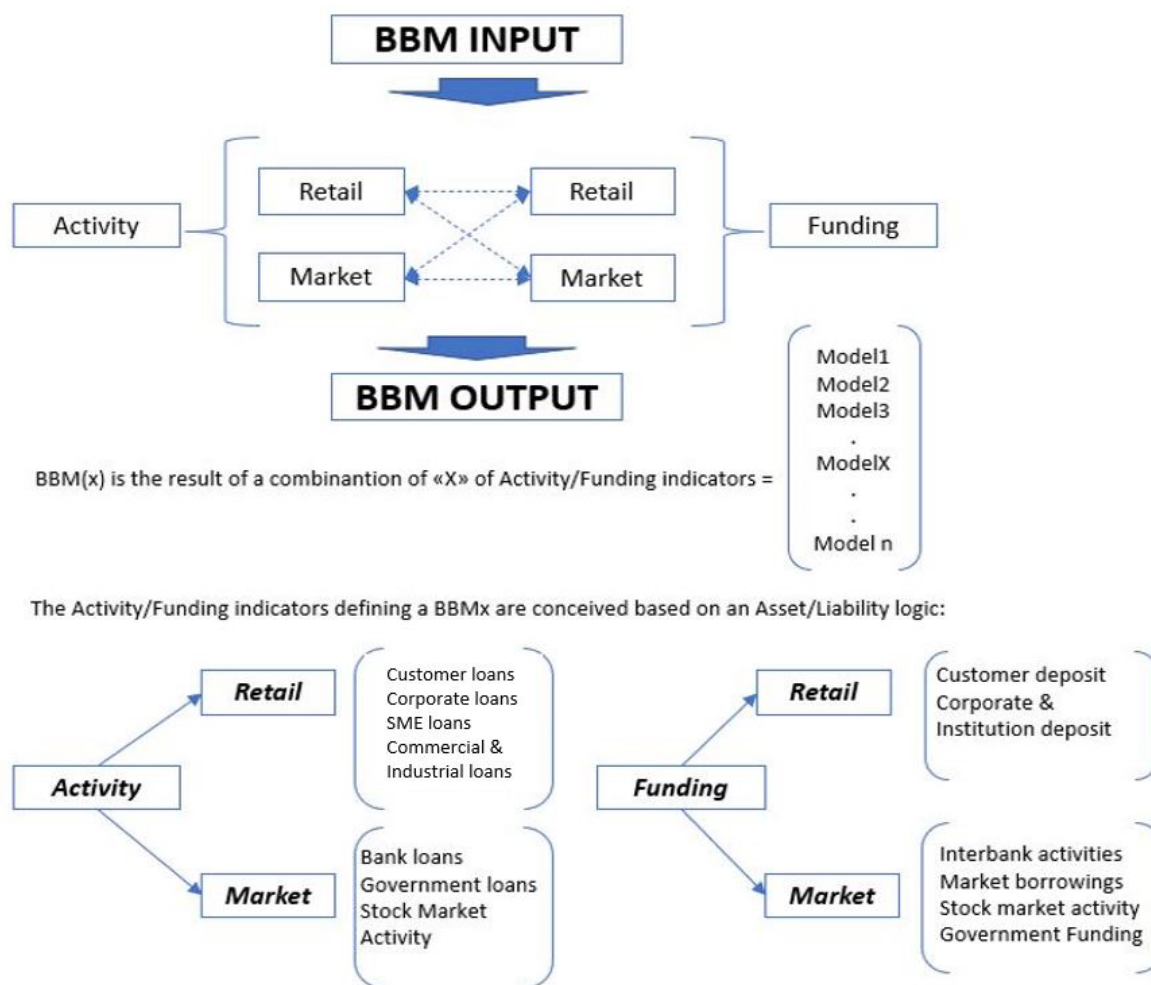 BBM INPUT
Activity
Retail
Retail
Market
Market
Funding
BBM OUTPUT
BBM(x) is the result of a combinantion of «X» of Activity/Funding indicators =
Model1
Model2
Model3
.
ModelX
.
.
Model n
The Activity/Funding indicators defining a BBMx are conceived based on an Asset/Liability logic:
Activity
Retail
Customer loans
Corporate loans
SME loans
Commercial &
Industrial loans
Market
Bank loans
Government loans
Stock Market
Activity
Funding
Retail
Customer deposit
Corporate &
Institution deposit
Market
Interbank activities
Market borrowings
Stock market activity
Government Funding